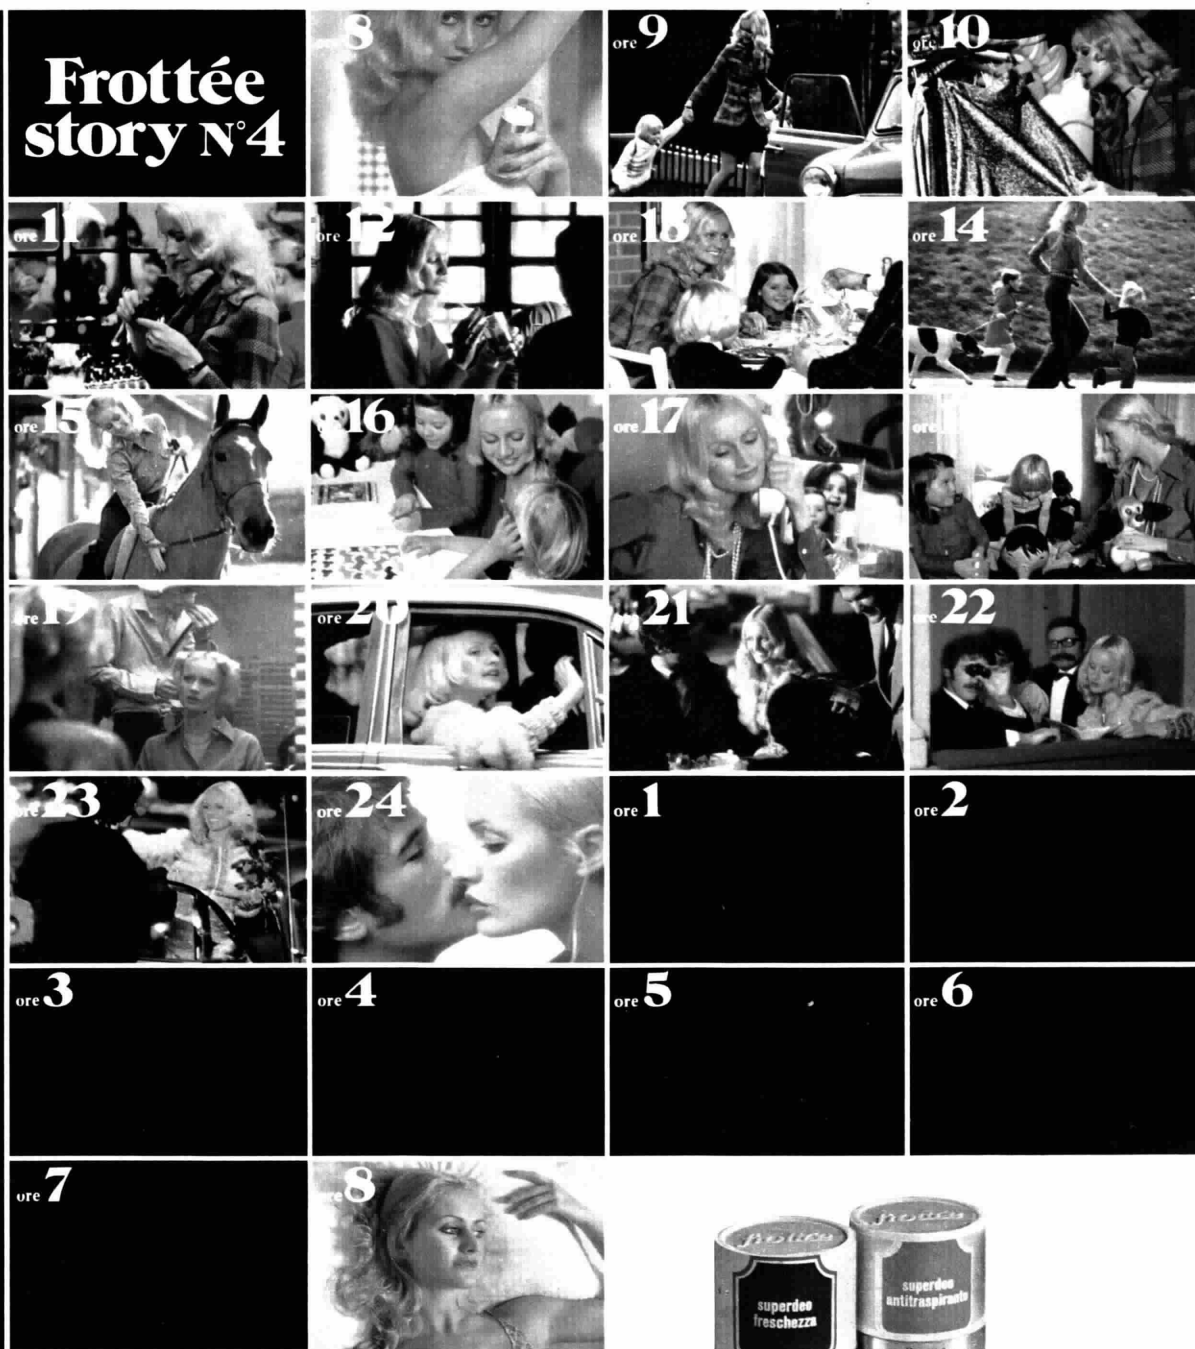 Frottée
story N°4
8
ore 9
ore 10
ore 11
ore 12
ore 13
ore 14
ore 15
16
ore 17
ore
ore 19
ore 20
21
ore 22
ore 23
ore 24
ore 1
ore 2
ore 3
ore 4
ore 5
ore 6
ore 7
ore 8
frottée
frottée
superdeo
antitraspirante
superdeo
freschezza